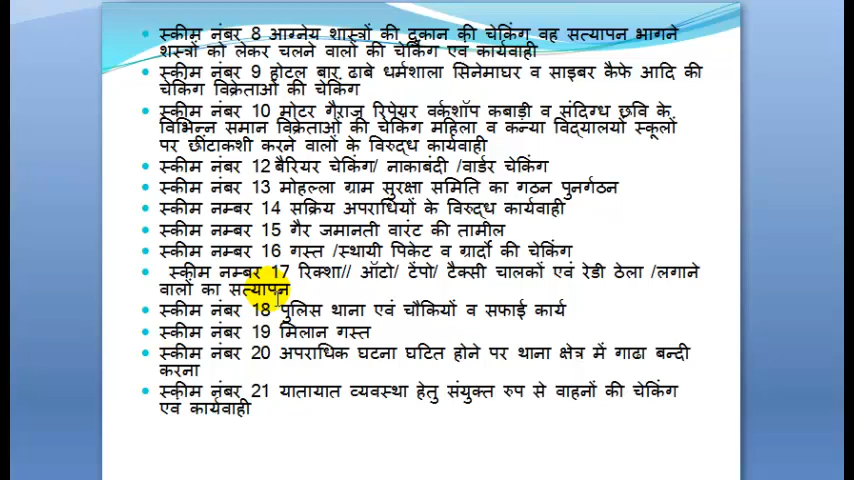 स्कीम नंबर 8 आग्नेय शास्त्रों की दुकान की चेकिंग वह सत्यापन भागने
शस्त्रों को लेकर चलने वालों की चेकिंग एवं कार्यवाही
स्कीम नंबर 9 होटल बार ढाबे धर्मशाला सिनेमाघर व साइबर कैफे आदि की
चेकिंग विक्रेताओं की चेकिंग
स्कीम नंबर 10 मोटर गैराज रिपेयर वर्कशॉप कबाड़ी व संदिग्ध छवि के
विभिन्न समान विक्रेताओं की चेकिंग महिला व कन्या विद्यालयों स्कूलों
पर छींटाकशी करने वालों के विरुद्ध कार्यवाही
स्कीम नंबर 12 बैरियर चेकिंग/ नाकाबंदी /वार्डर चेकिंग
स्कीम नंबर 13 मोहल्ला ग्राम सुरक्षा समिति का गठन पुनर्गठन
स्कीम नम्बर 14 सक्रिय अपराधियों के विरुद्ध कार्यवाही
स्कीम नम्बर 15 गैर जमानती वारंट की तामील
स्कीम नम्बर 16 गस्त /स्थायी पिकेट व ग्रार्दो की चेकिंग
स्कीम नम्बर 17 रिक्शा// ऑटो/ टेंपो/ टैक्सी चालकों एवं रेडी ठेला /लगाने
वालों का सत्यापन
स्कीम नंबर 18 पुलिस थाना एवं चौकियों व सफाई कार्य
स्कीम नंबर 19 मिलान गस्त
स्कीम नंबर 20 अपराधिक घटना घटित होने पर थाना क्षेत्र में गाढा बन्दी
करना
स्कीम नंबर 21 यातायात व्यवस्था हेतु संयुक्त रुप से वाहनों की चेकिंग
एवं कार्यवाही